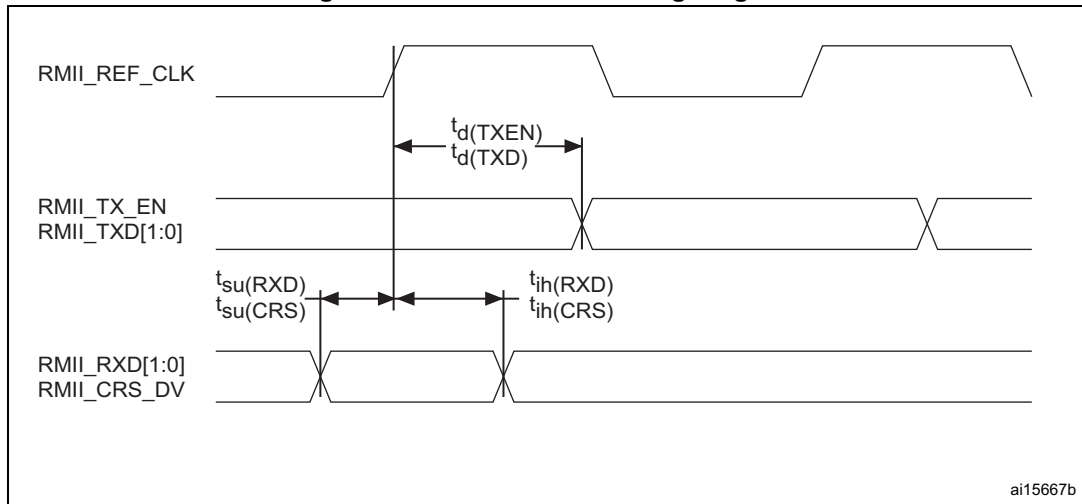 RMII_REF_CLK
td(TXEN)
td(TXD)
RMII_TX_EN
RMII_TXD[1:0]
tsu(RXD)
tsu(CRS)
tih(RXD)
tih(CRS)
RMII_RXD[1:0]
RMII_CRS_DV
ai15667b